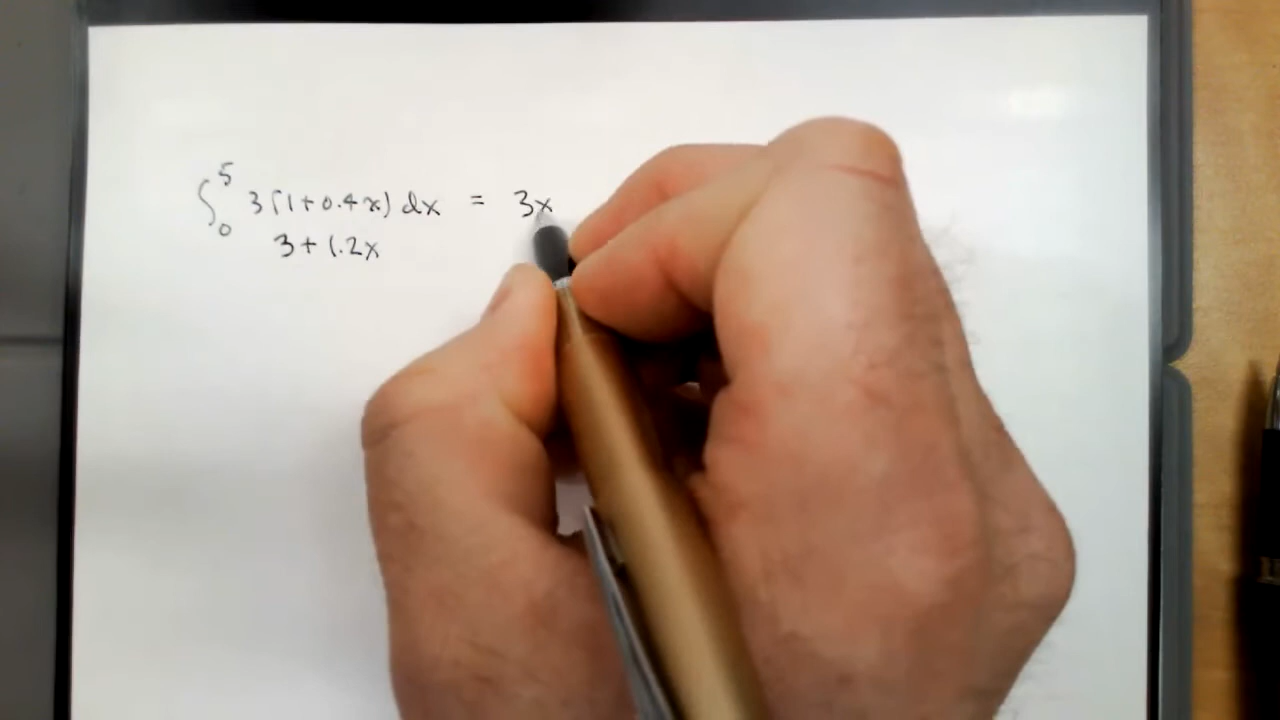 ∫₀⁵ 3(1+0.4x) dx = 3x
3+1.2x